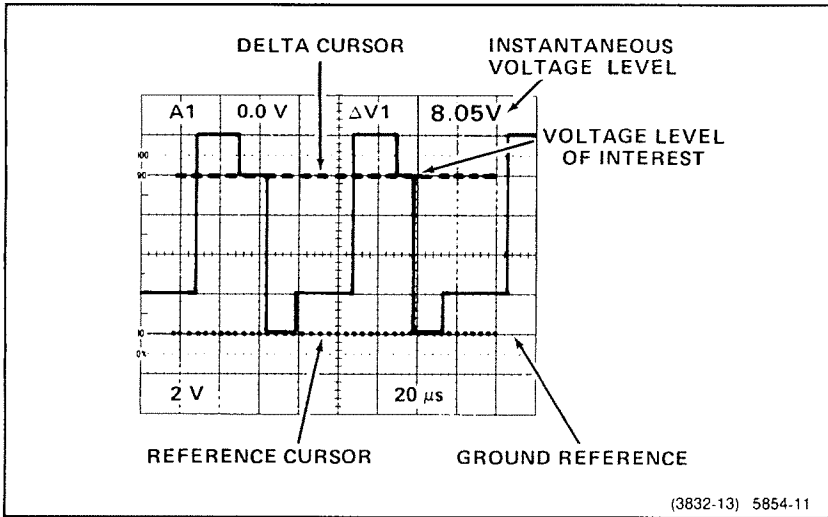 DELTA CURSOR
INSTANTANEOUS
VOLTAGE LEVEL
A1 0.0 V ΔV1 8.05V
VOLTAGE LEVEL
OF INTEREST
00
90
10
0%
2 V 20 μs
REFERENCE CURSOR
GROUND REFERENCE
(3832-13) 5854-11